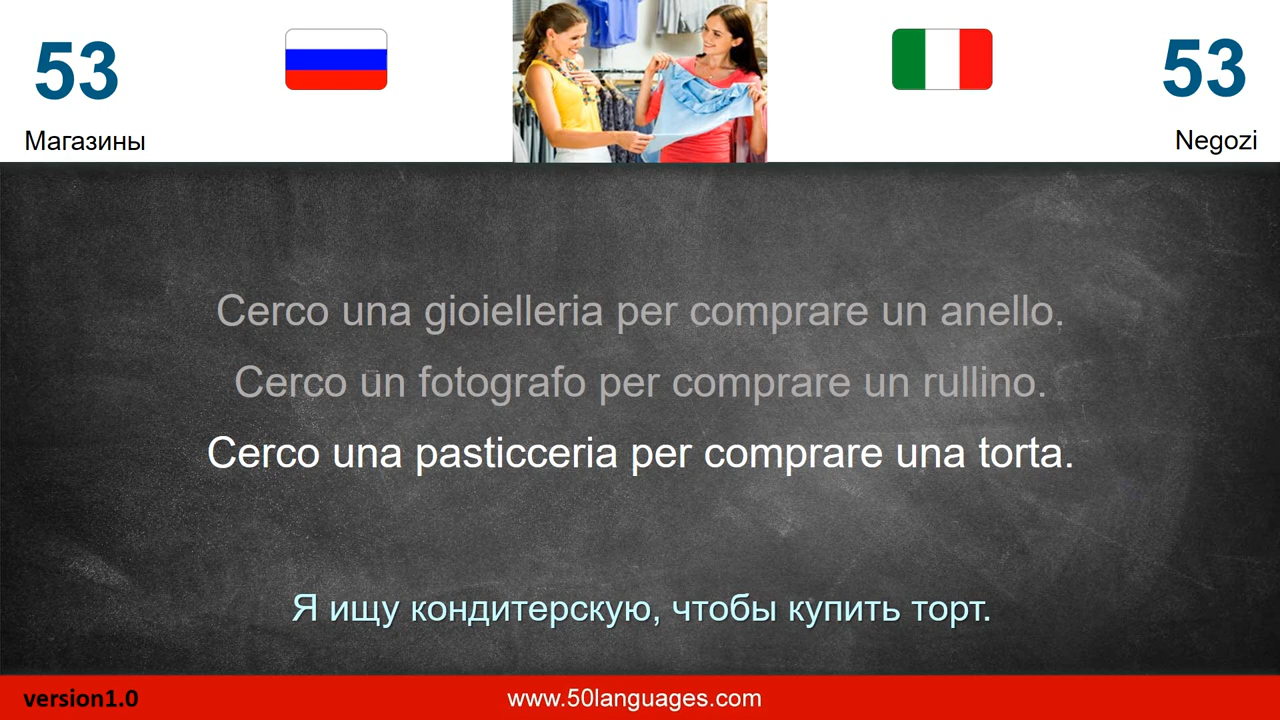 53
53
Магазины
Negozi
Cerco una gioielleria per comprare un anello.
Cerco un fotografo per comprare un rullino.
Cerco una pasticceria per comprare una torta.
Я ищу кондитерскую, чтобы купить торт.
version1.0
www.50languages.com